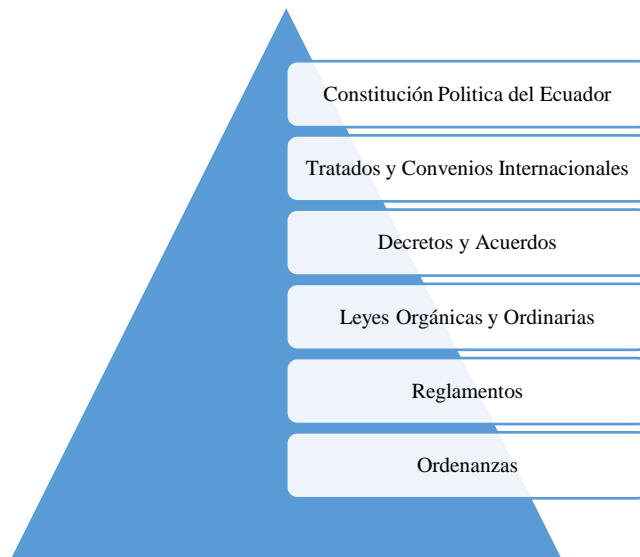 Constitución Politica del Ecuador
Tratados y Convenios Internacionales
Decretos y Acuerdos
Leyes Orgánicas y Ordinarias
Reglamentos
Ordenanzas